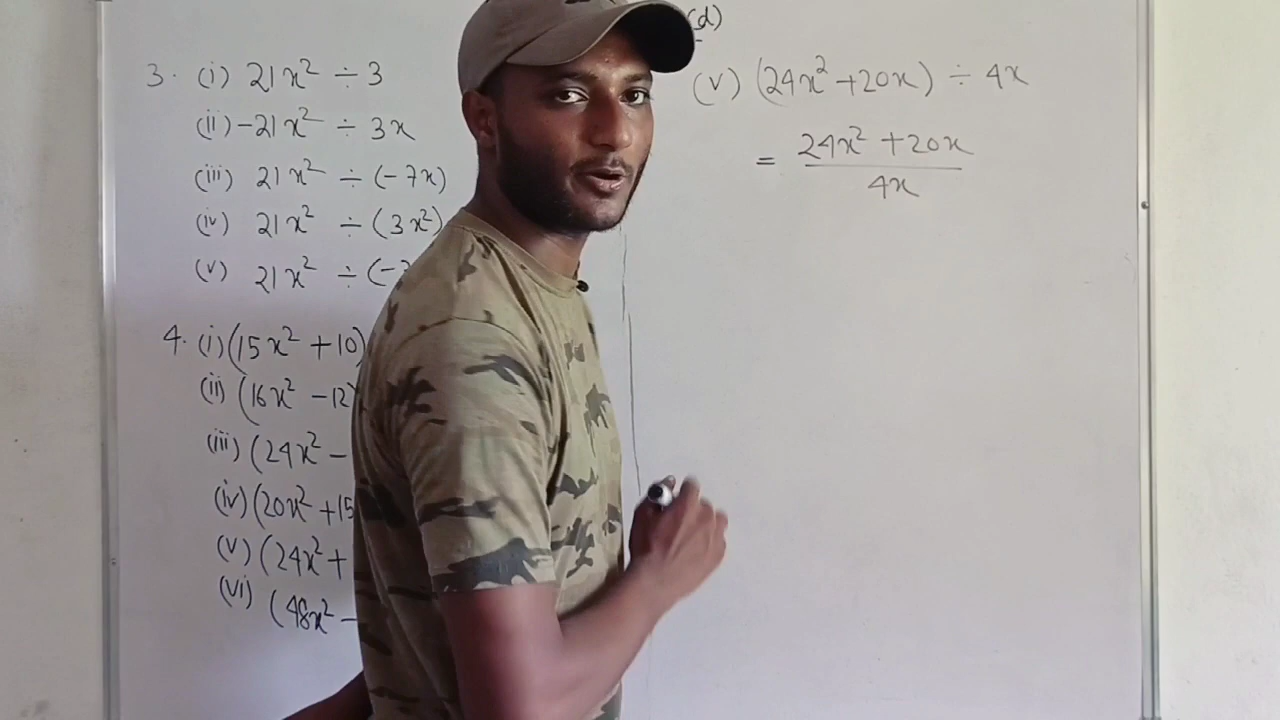 3. (i) 21x² ÷ 3
(ii) -21x² ÷ 3x
(iii) 21x² ÷ (-7x)
(iv) 21x² ÷ (3x²)
(v) 21x² ÷ (-
4. (i) (15x² + 10)
(ii) (16x² - 12
(iii) (24x² -
(iv) (20x² + 15
(v) (24x² +
(vi) (48x² -
(d)
(v) (24x² + 20x) ÷ 4x
= 24x² + 20x
4x